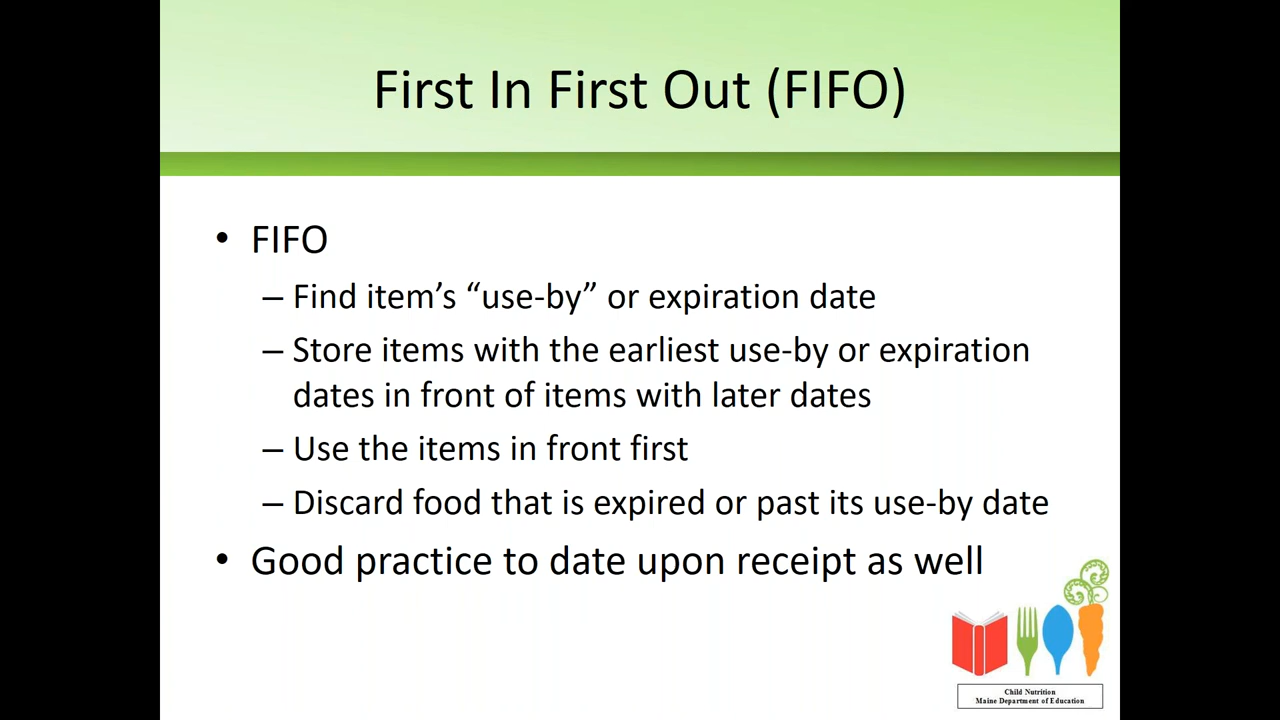 First In First Out (FIFO)
• FIFO
– Find item’s “use-by” or expiration date
– Store items with the earliest use-by or expiration
dates in front of items with later dates
– Use the items in front first
– Discard food that is expired or past its use-by date
• Good practice to date upon receipt as well
Child Nutrition
Maine Department of Education